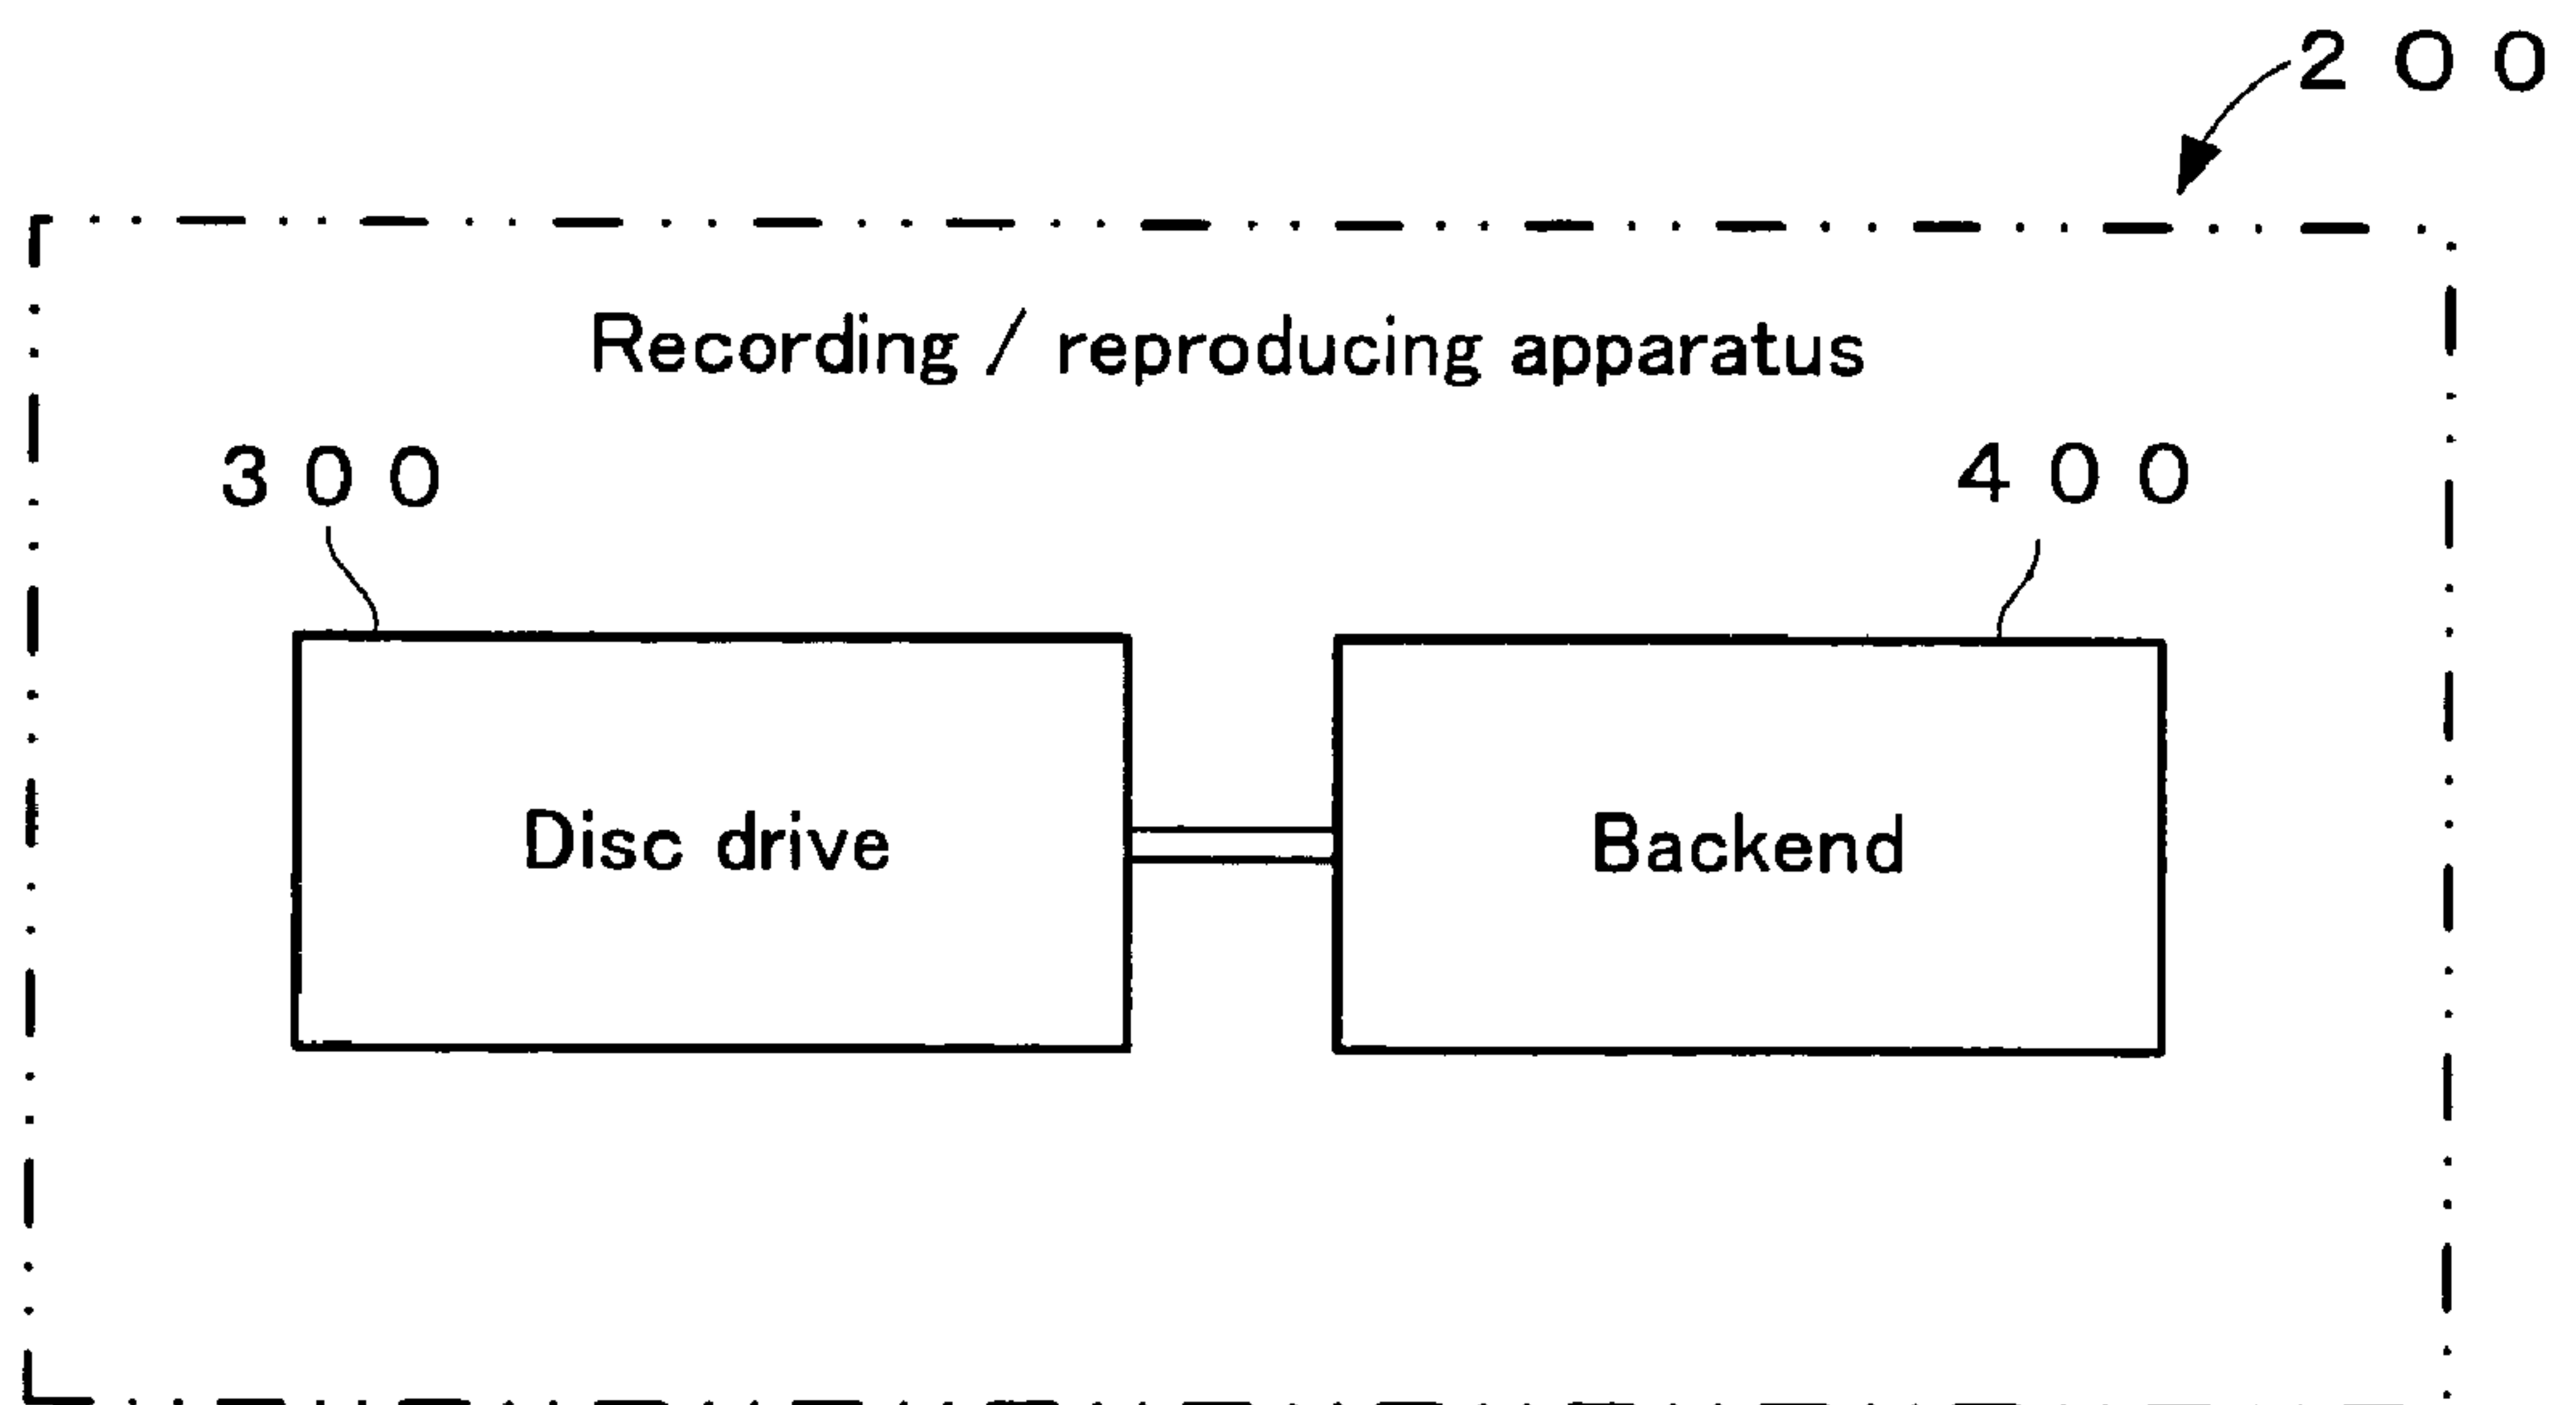 200
Recording / reproducing apparatus
300
400
Disc drive
Backend